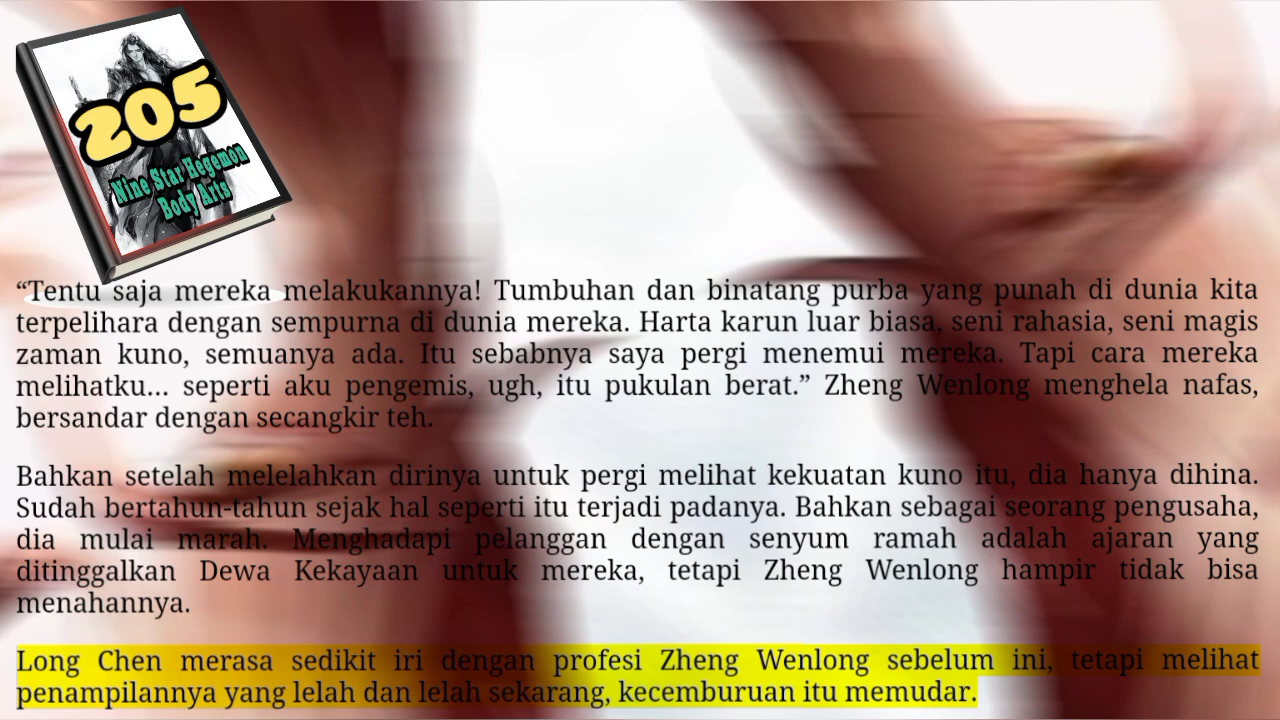 205
Nine Star Hegemon
Body Arts
“Tentu saja mereka melakukannya! Tumbuhan dan binatang purba yang punah di dunia kita
terpelihara dengan sempurna di dunia mereka. Harta karun luar biasa, seni rahasia, seni magis
zaman kuno, semuanya ada. Itu sebabnya saya pergi menemui mereka. Tapi cara mereka
melihatku… seperti aku pengemis, ugh, itu pukulan berat.” Zheng Wenlong menghela nafas,
bersandar dengan secangkir teh.
Bahkan setelah melelahkan dirinya untuk pergi melihat kekuatan kuno itu, dia hanya dihina.
Sudah bertahun-tahun sejak hal seperti itu terjadi padanya. Bahkan sebagai seorang pengusaha,
dia mulai marah. Menghadapi pelanggan dengan senyum ramah adalah ajaran yang
ditinggalkan Dewa Kekayaan untuk mereka, tetapi Zheng Wenlong hampir tidak bisa
menahannya.
Long Chen merasa sedikit iri dengan profesi Zheng Wenlong sebelum ini, tetapi melihat
penampilannya yang lelah dan lelah sekarang, kecemburuan itu memudar.